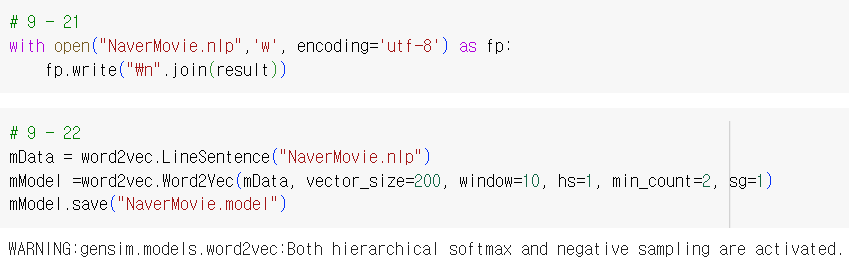 # 9 - 21
with open("NaverMovie.nlp",'w', encoding='utf-8') as fp:
    fp.write("₩n".join(result))
# 9 - 22
mData = word2vec.LineSentence("NaverMovie.nlp")
mModel =word2vec.Word2Vec(mData, vector_size=200, window=10, hs=1, min_count=2, sg=1)
mModel.save("NaverMovie.model")
WARNING:gensim.models.word2vec:Both hierarchical softmax and negative sampling are activated.